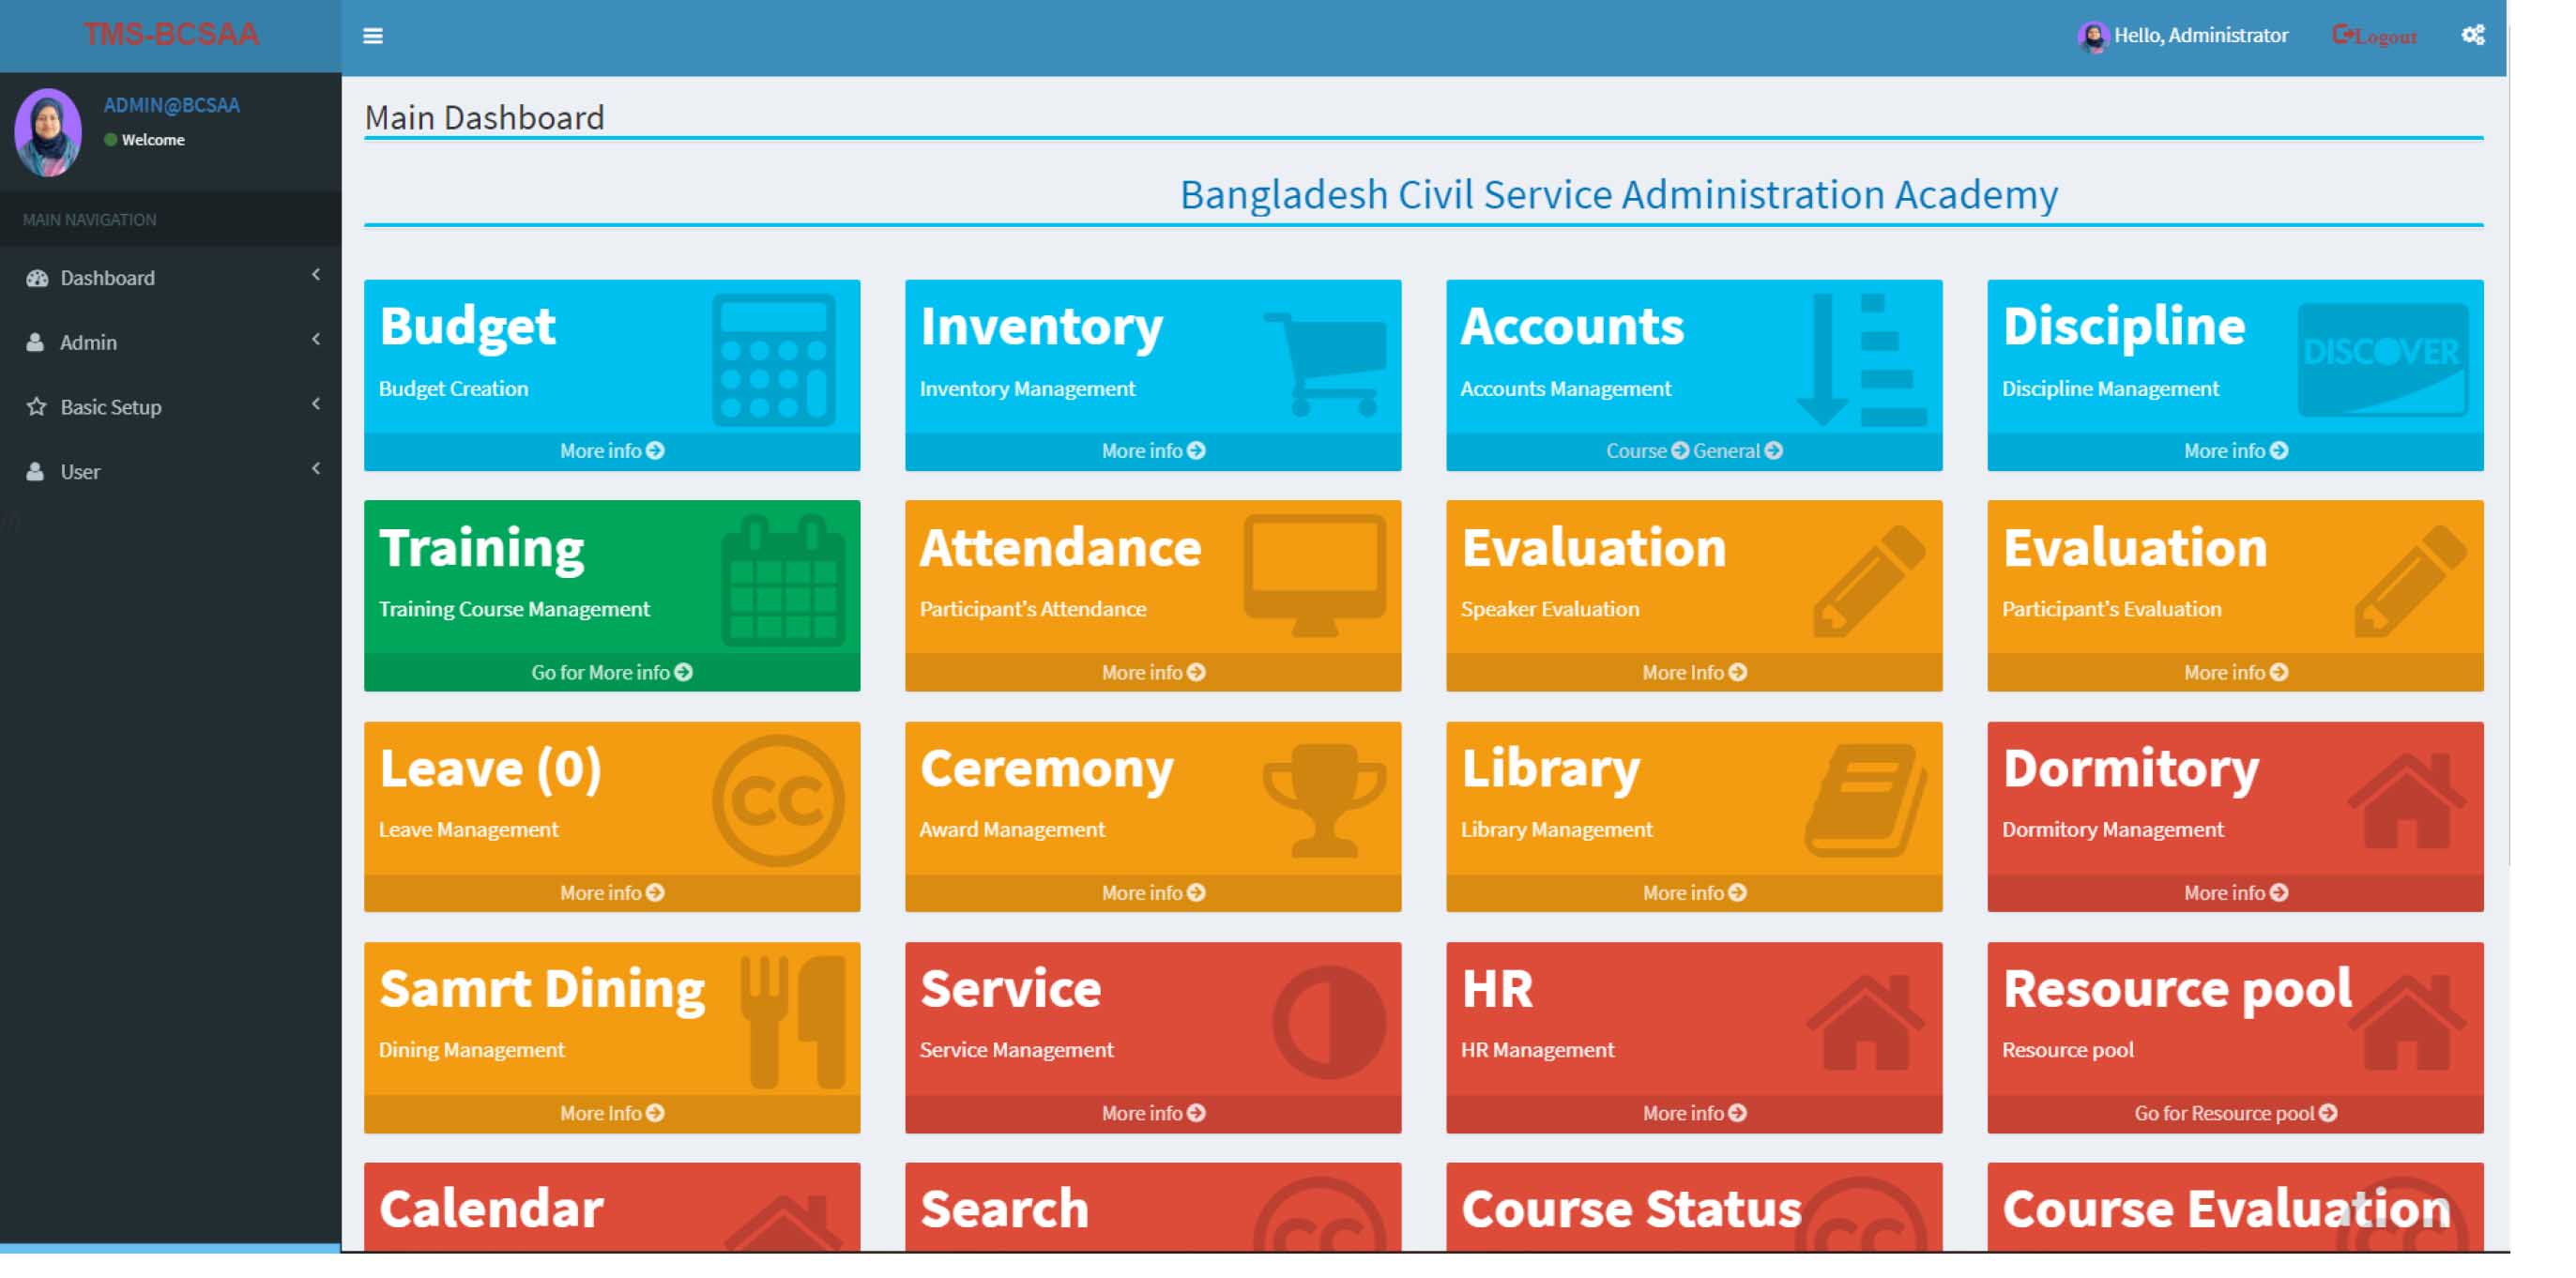 TMS-BCSAA
Hello, Administrator
Logout
ADMIN@BCSAA
Welcome
MAIN NAVIGATION
Dashboard
Admin
Basic Setup
User
Main Dashboard
Bangladesh Civil Service Administration Academy
Budget
Budget Creation
More info
Inventory
Inventory Management
More info
Accounts
Accounts Management
Course General
Discipline
DISCOVER
Discipline Management
More info
Training
Training Course Management
Go for More info
Attendance
Participant's Attendance
More info
Evaluation
Speaker Evaluation
More Info
Evaluation
Participant's Evaluation
More info
Leave (0)
Leave Management
More info
Ceremony
Award Management
More info
Library
Library Management
More info
Dormitory
Dormitory Management
More info
Samrt Dining
Dining Management
More Info
Service
Service Management
More info
HR
HR Management
More info
Resource pool
Resource pool
Go for Resource pool
Calendar
Search
Course Status
Course Evaluation